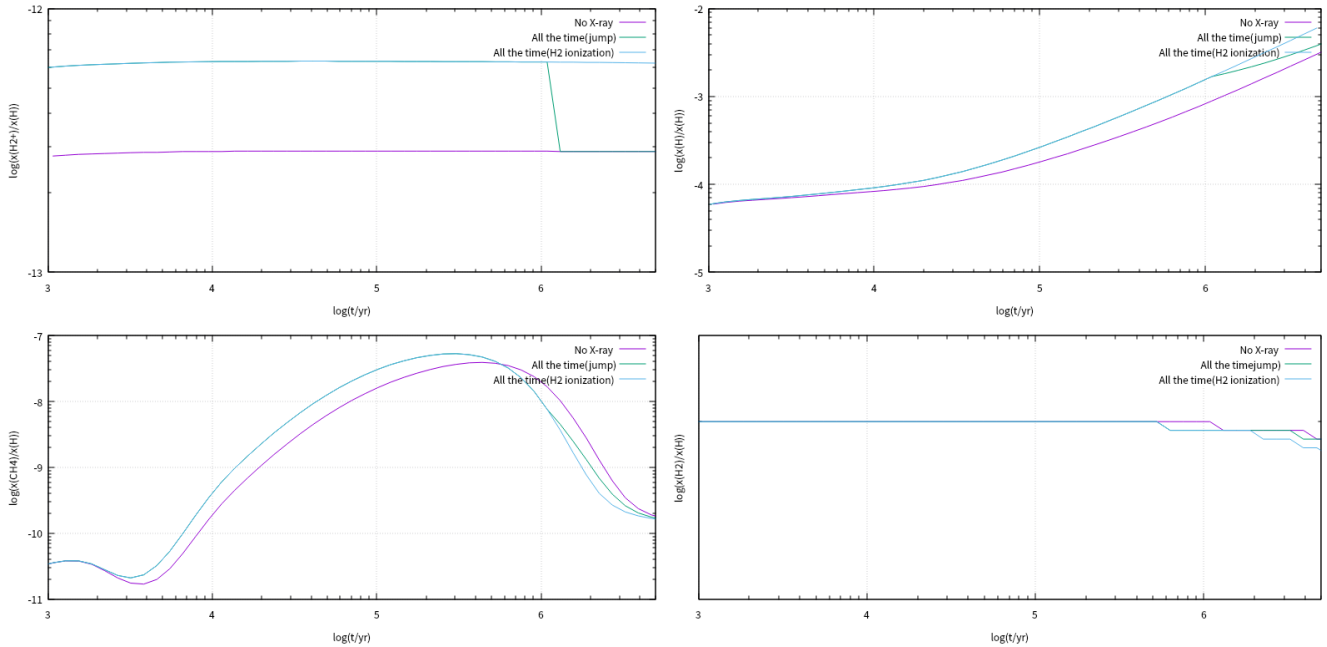 -12
-13
log(x(H2+)/x(H))
No X-ray
All the time(jump)
All the time(H2 ionization)
3 4 5 6
log(t/yr)
-2
-3
-4
-5
log(x(H)/x(H))
No X-ray
All the time(jump)
All the time(H2 ionization)
3 4 5 6
log(t/yr)
-7
-8
-9
-10
-11
log(x(CH4)/x(H))
No X-ray
All the time(jump)
All the time(H2 ionization)
3 4 5 6
log(t/yr)
log(x(H2)/x(H))
No X-ray
All the timejump)
All the time(H2 ionization)
3 4 5 6
log(t/yr)